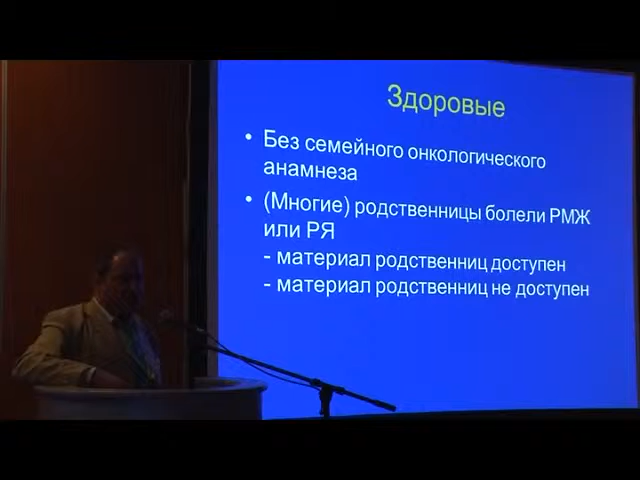 Здоровые
• Без семейного онкологического
анамнеза
• (Многие) родственницы болели РМЖ
или РЯ
- материал родственниц доступен
- материал родственниц не доступен